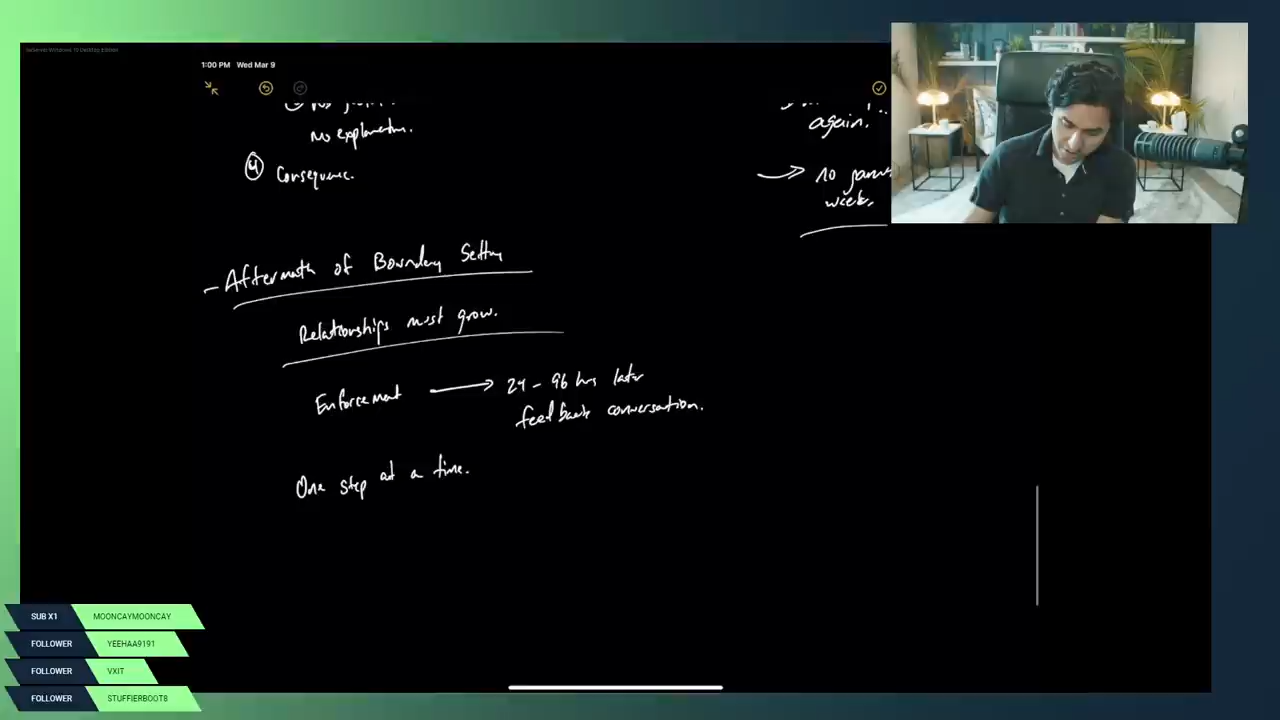 1:00 PM Wed Mar 9
No explanation.
④ Consequence.
again!..
→ 10
week.
- Aftermath of Boundary Setting
Relationships must grow.
Enforcement → 24 - 96 hrs later
feedback conversation.
One step at a time.
SUB X1 MOONCAYMOONCAY
FOLLOWER YEEHAA9191
FOLLOWER VXIT
FOLLOWER STUFFIERBOOT8